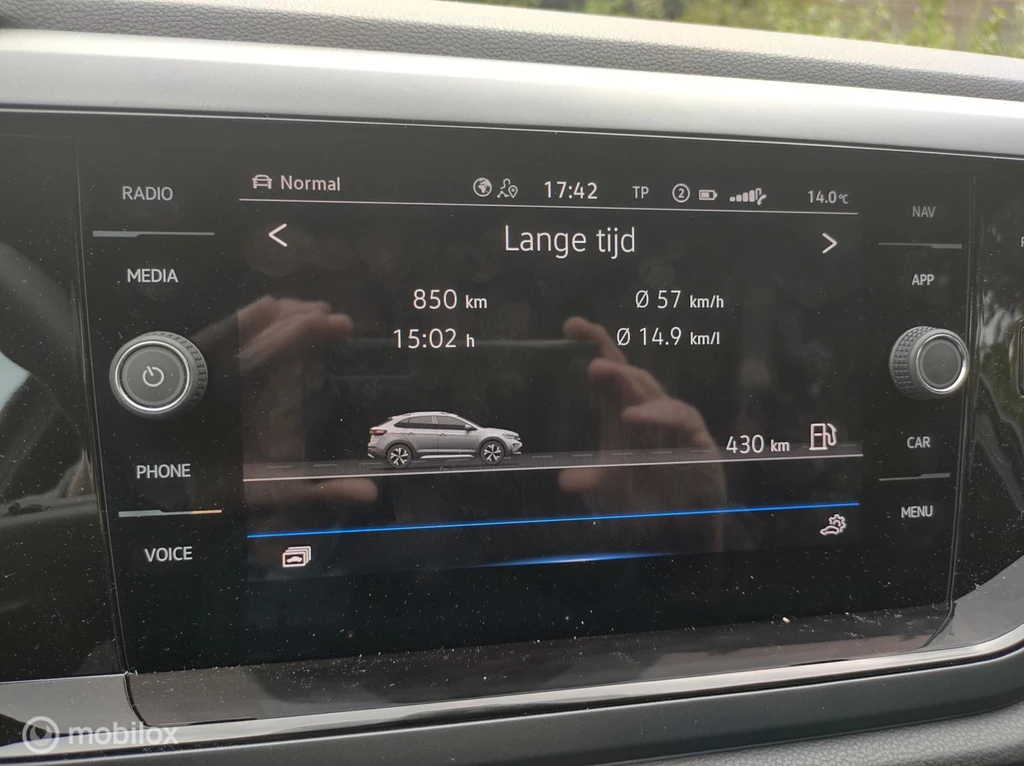 RADIO
MEDIA
PHONE
VOICE
Normal
17:42
TP
2
14.0°C
< Lange tijd >
850 km
Ø 57 km/h
15:02 h
Ø 14.9 km/l
430 km
NAV
APP
CAR
MENU
mobilox